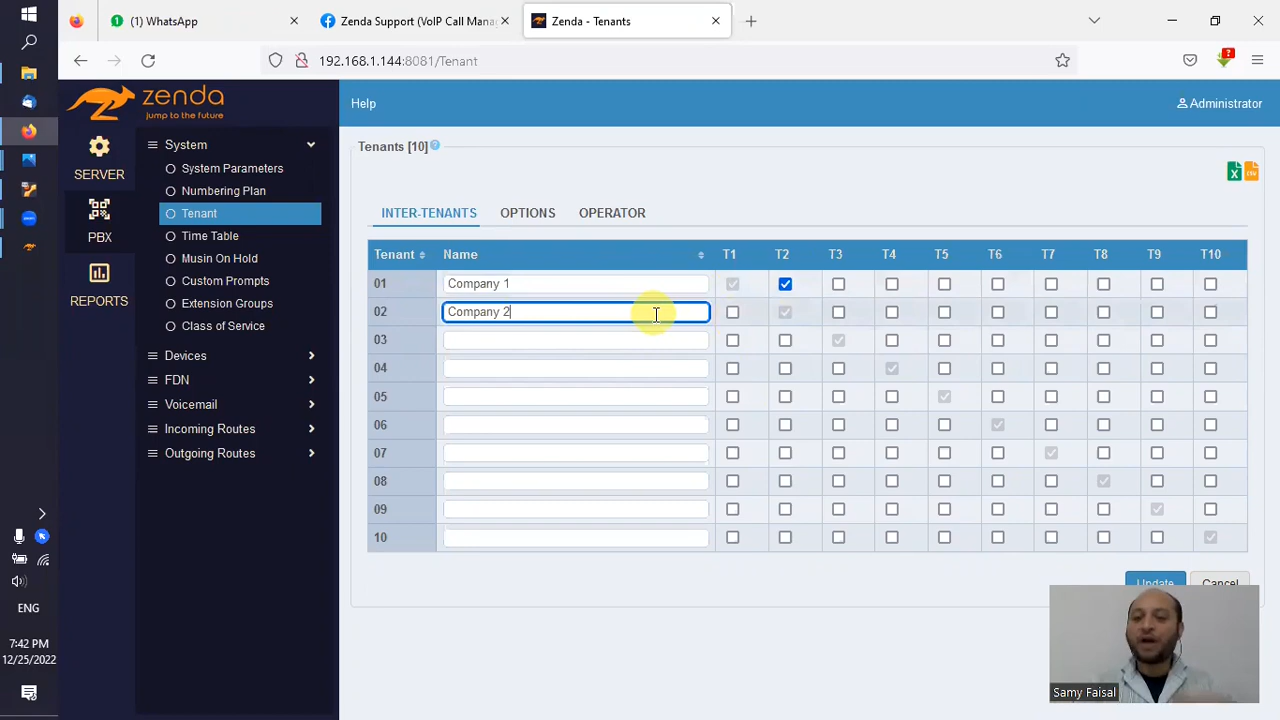 (1) WhatsApp
Zenda Support (VoIP Call Mana
Zenda - Tenants
192.168.1.144:8081/Tenant
zenda
jump to the future
Help
Administrator
SERVER
PBX
REPORTS
System
System Parameters
Numbering Plan
Tenant
Time Table
Musin On Hold
Custom Prompts
Extension Groups
Class of Service
Devices
FDN
Voicemail
Incoming Routes
Outgoing Routes
Tenants [10]
INTER-TENANTS OPTIONS OPERATOR
Tenant Name T1 T2 T3 T4 T5 T6 T7 T8 T9 T10
01 Company 1
02 Company 2
03
04
05
06
07
08
09
10
Update Cancel
Samy Faisal
ENG
7:42 PM
12/25/2022